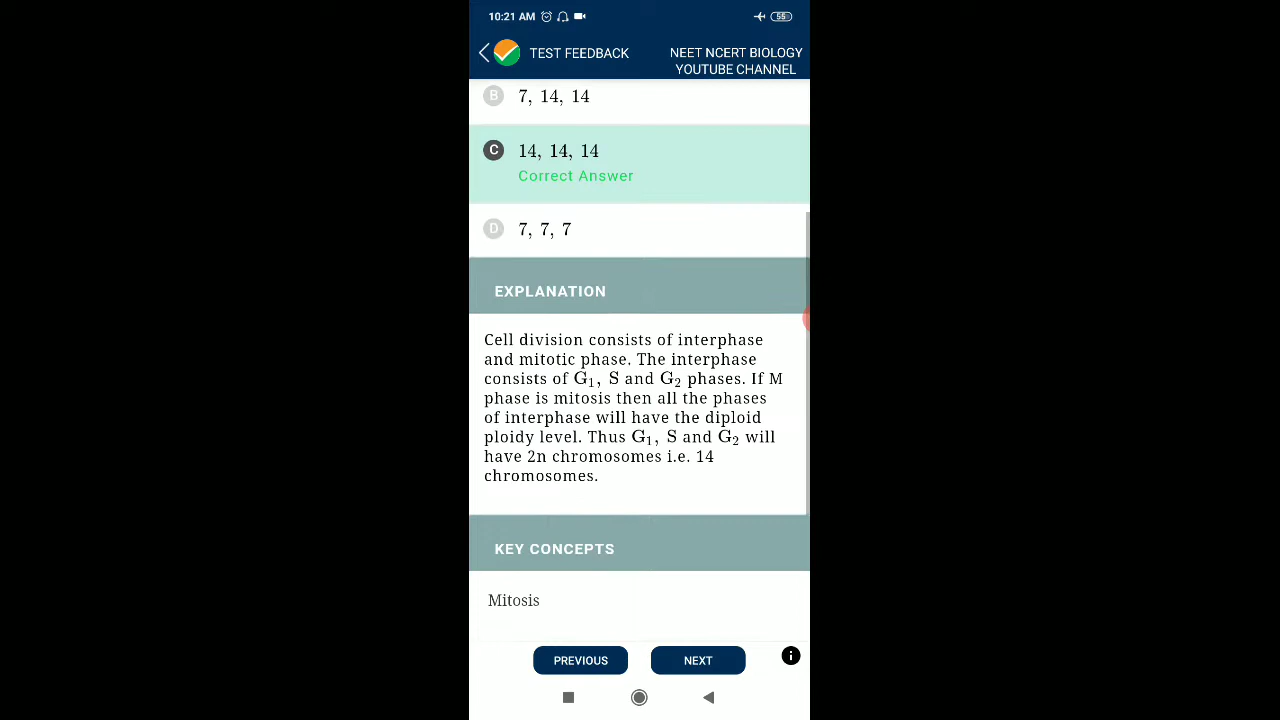 10:21 AM 55
TEST FEEDBACK
NEET NCERT BIOLOGY
YOUTUBE CHANNEL
B 7, 14, 14
C 14, 14, 14
Correct Answer
D 7, 7, 7
EXPLANATION
Cell division consists of interphase
and mitotic phase. The interphase
consists of G₁, S and G₂ phases. If M
phase is mitosis then all the phases
of interphase will have the diploid
ploidy level. Thus G₁, S and G₂ will
have 2n chromosomes i.e. 14
chromosomes.
KEY CONCEPTS
Mitosis
PREVIOUS
NEXT